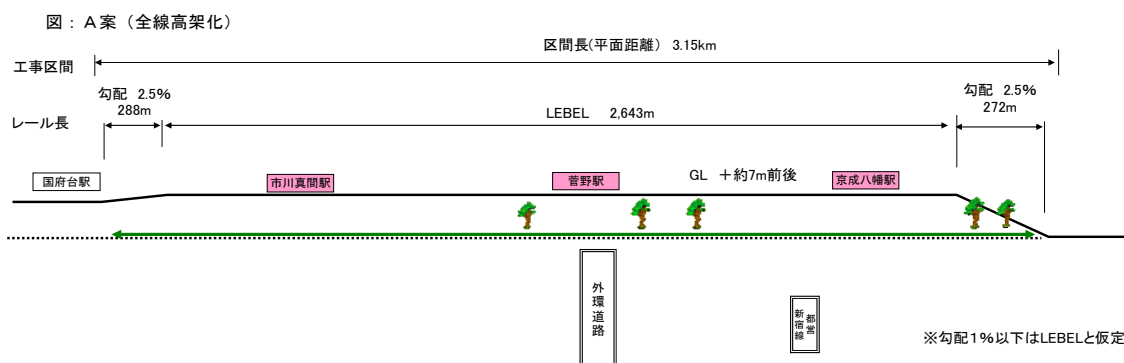 図：A案（全線高架化）
区間長(平面距離) 3.15km
工事区間
勾配 2.5%
288m
勾配 2.5%
272m
レール長
LEBEL 2,643m
国府台駅
市川真間駅
菅野駅
GL ＋約7m前後
京成八幡駅
外環道路
都営
新宿線
※勾配1%以下はLEBELと仮定